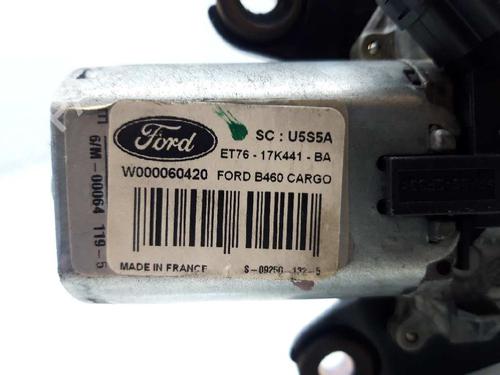 Ford
SC : U5S5A
ET76 - 17K441 - BA
W000060420 FORD B460 CARGO
MADE IN FRANCE
S-09250-132-5
6/M-00064 119-5